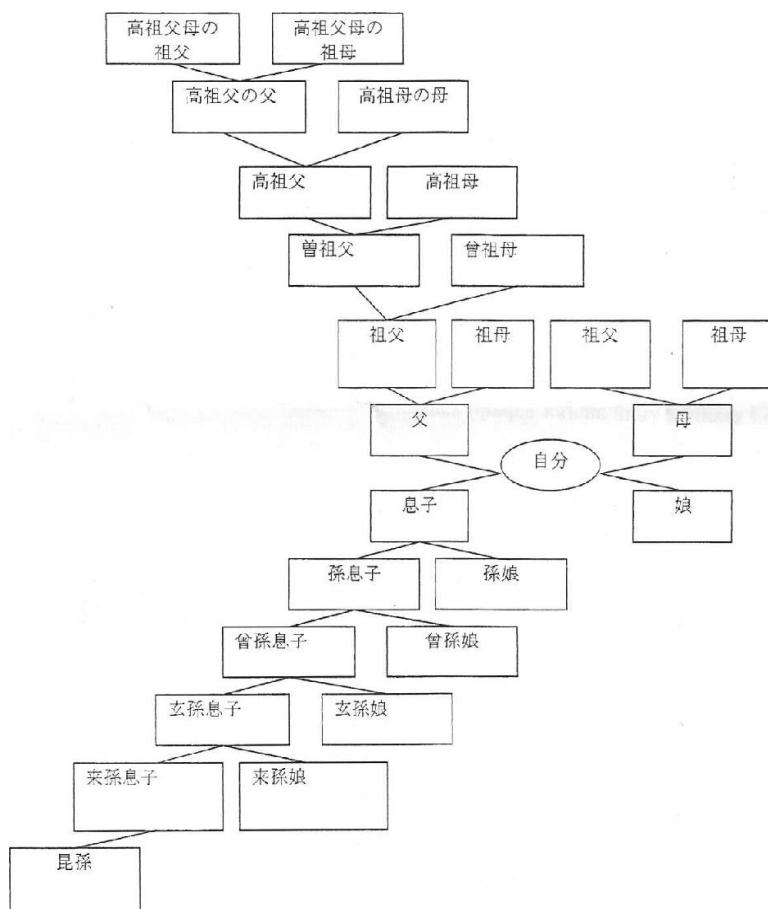 高祖父母の
祖父
高祖父母の
祖母
高祖父の父
高祖母の母
高祖父
高祖母
曽祖父
曾祖母
祖父
祖母
祖父
祖母
父
母
自分
息子
娘
孫息子
孫娘
曾孫息子
曾孫娘
玄孫息子
玄孫娘
来孫息子
来孫娘
昆孫